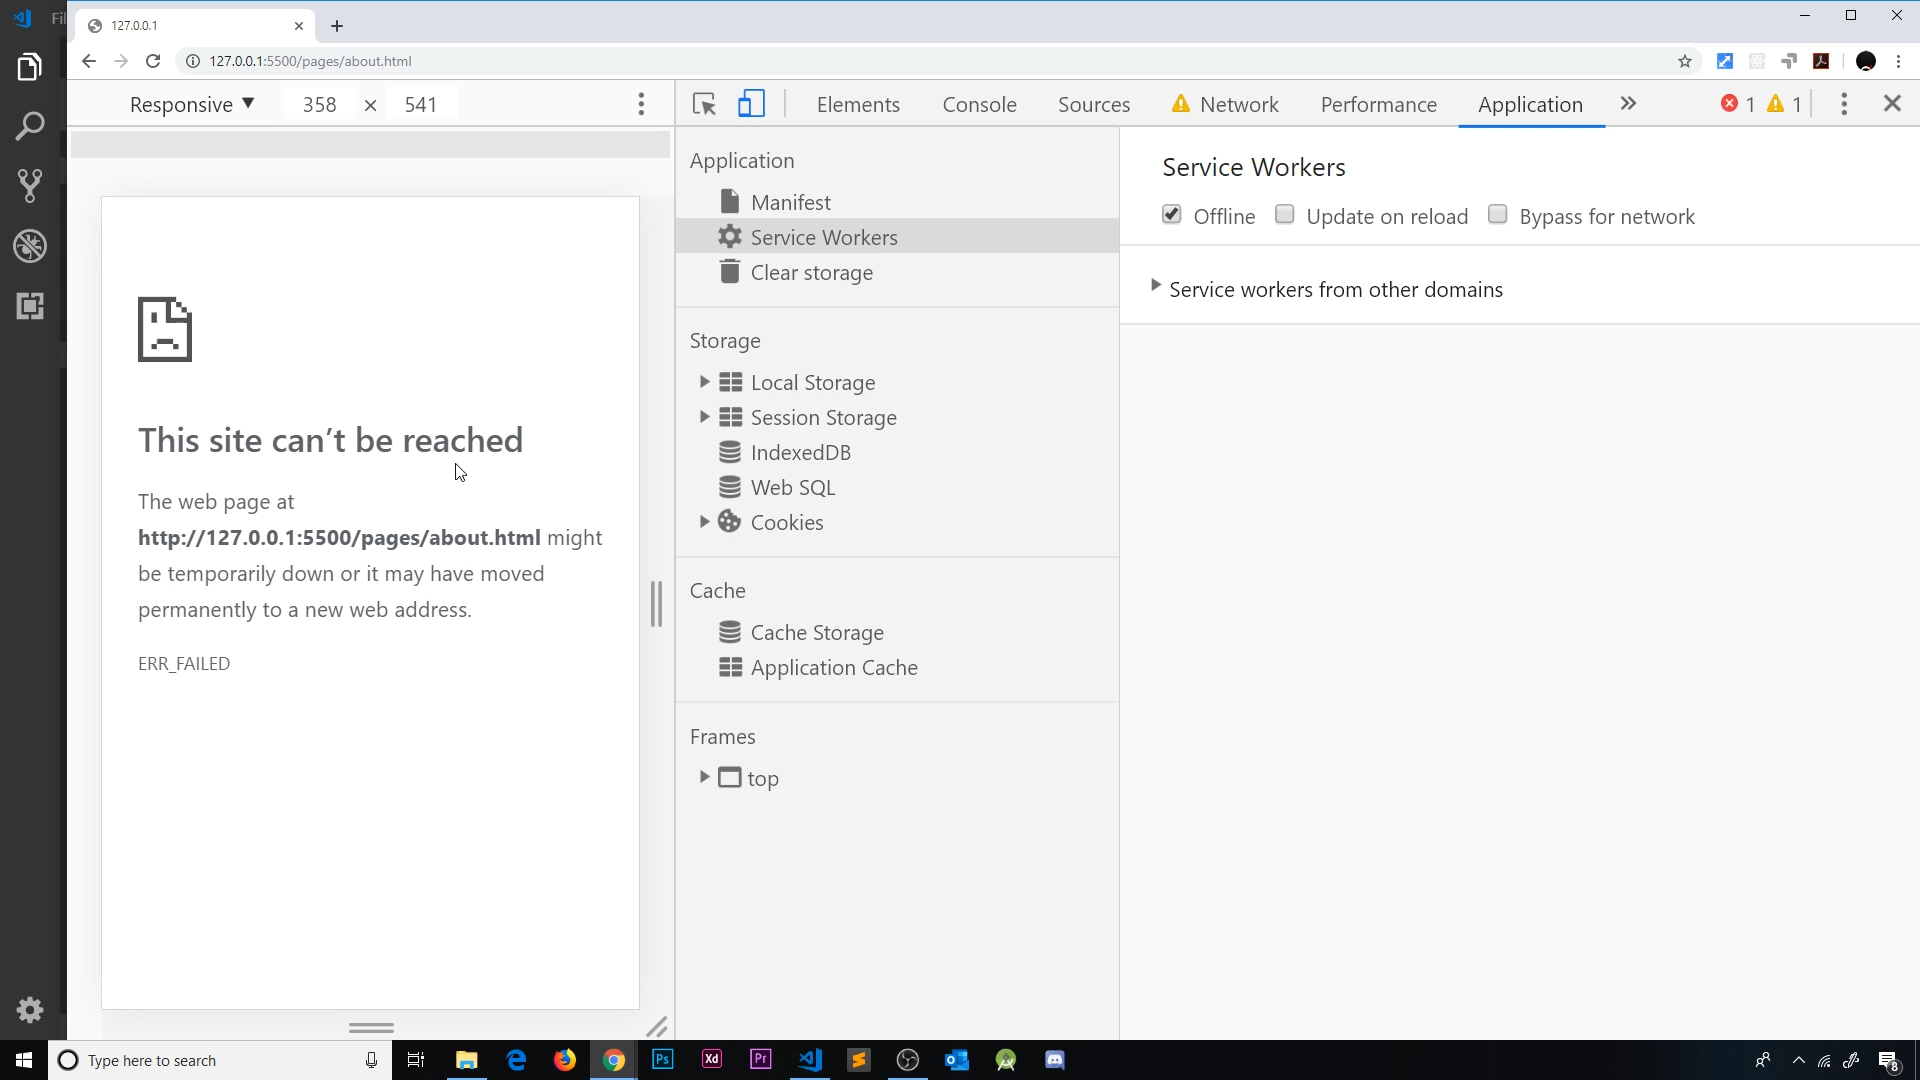 Fil
127.0.0.1
127.0.0.1:5500/pages/about.html
Responsive ▼ 358 × 541
Elements Console Sources Network Performance Application » 1 1
Application
Manifest
Service Workers
Clear storage
Storage
Local Storage
Session Storage
IndexedDB
Web SQL
Cookies
Cache
Cache Storage
Application Cache
Frames
top
Service Workers
Offline Update on reload Bypass for network
Service workers from other domains
This site can’t be reached
The web page at
http://127.0.0.1:5500/pages/about.html might
be temporarily down or it may have moved
permanently to a new web address.
ERR_FAILED
Type here to search
Ps Xd Pr
8